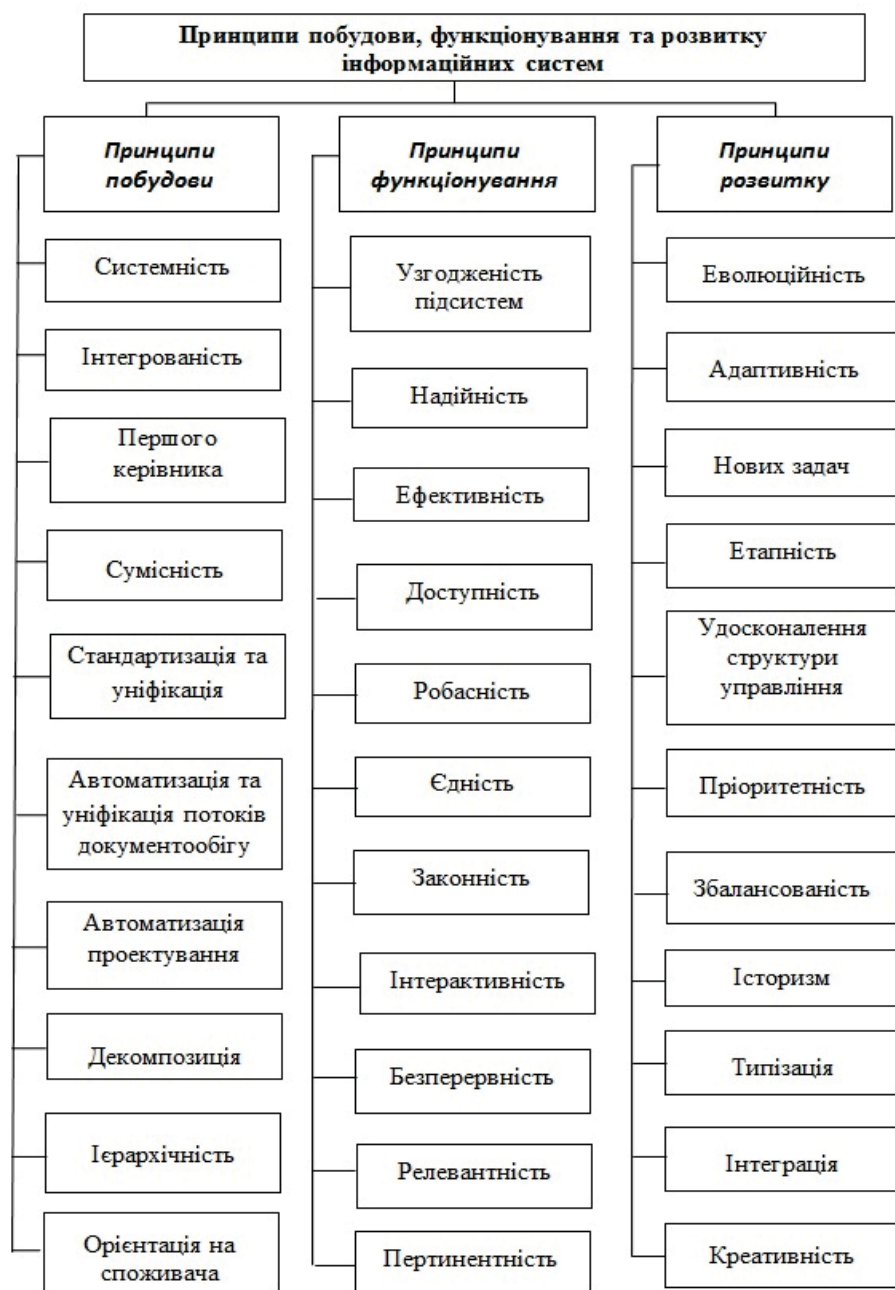 Принципи побудови, функціонування та розвитку
інформаційних систем
Принципи
побудови
Системність
Інтегрованість
Першого
керівника
Сумісність
Стандартизація та
уніфікація
Автоматизація та
уніфікація потоків
документообігу
Автоматизація
проектування
Декомпозиція
Ієрархічність
Орієнтація на
споживача
Принципи
функціонування
Узгодженість
підсистем
Надійність
Ефективність
Доступність
Робасність
Єдність
Законність
Інтерактивність
Безперервність
Релевантність
Пертинентність
Принципи
розвитку
Еволюційність
Адаптивність
Нових задач
Етапність
Удосконалення
структури
управління
Пріоритетність
Збалансованість
Історизм
Типізація
Інтеграція
Креативність